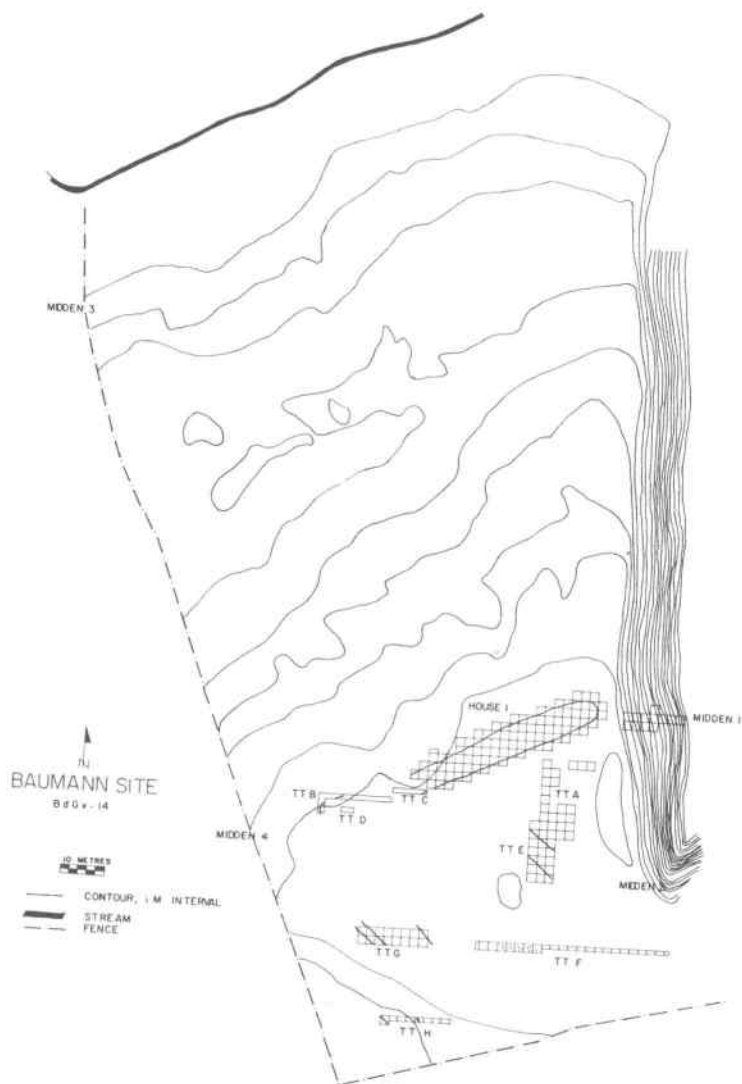 MIDDEN 3
HOUSE 1
MIDDEN 1
TT B
TT C
TT A
TT D
MIDDEN 4
TT E
MIDDEN 2
TT G
TT F
TT H
N
BAUMANN SITE
BdGv-14
10 METRES
CONTOUR, 1 M INTERVAL
STREAM
FENCE